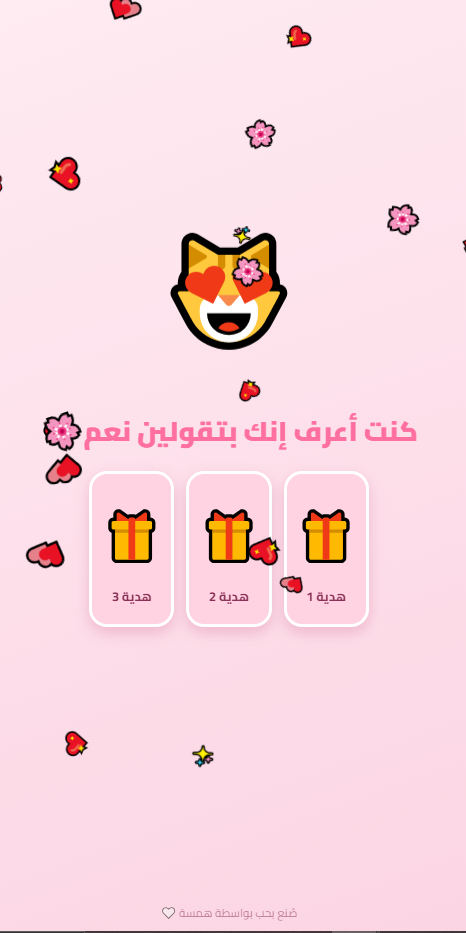 كنت أعرف إنك بتقولين نعم
هدية 1
هدية 2
هدية 3
صُنع بحب بواسطة همسة